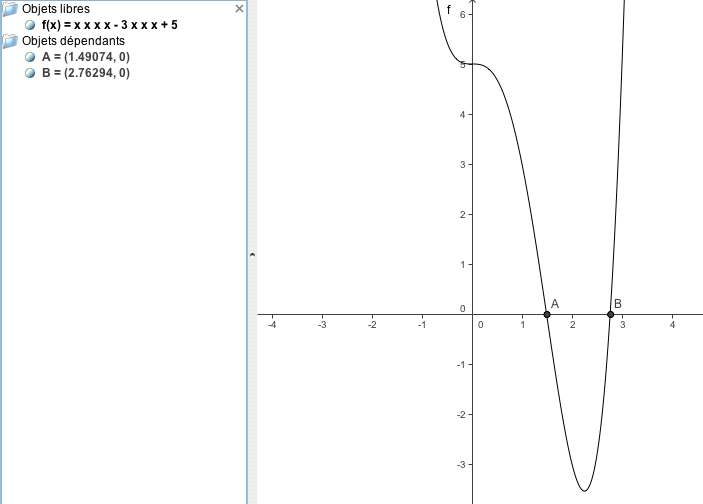 Objets libres
f(x) = x x x x - 3 x x x + 5
Objets dépendants
A = (1.49074, 0)
B = (2.76294, 0)
f
6
5
4
3
2
1
0
-4 -3 -2 -1 0 1 2 3 4
A B
-1
-2
-3